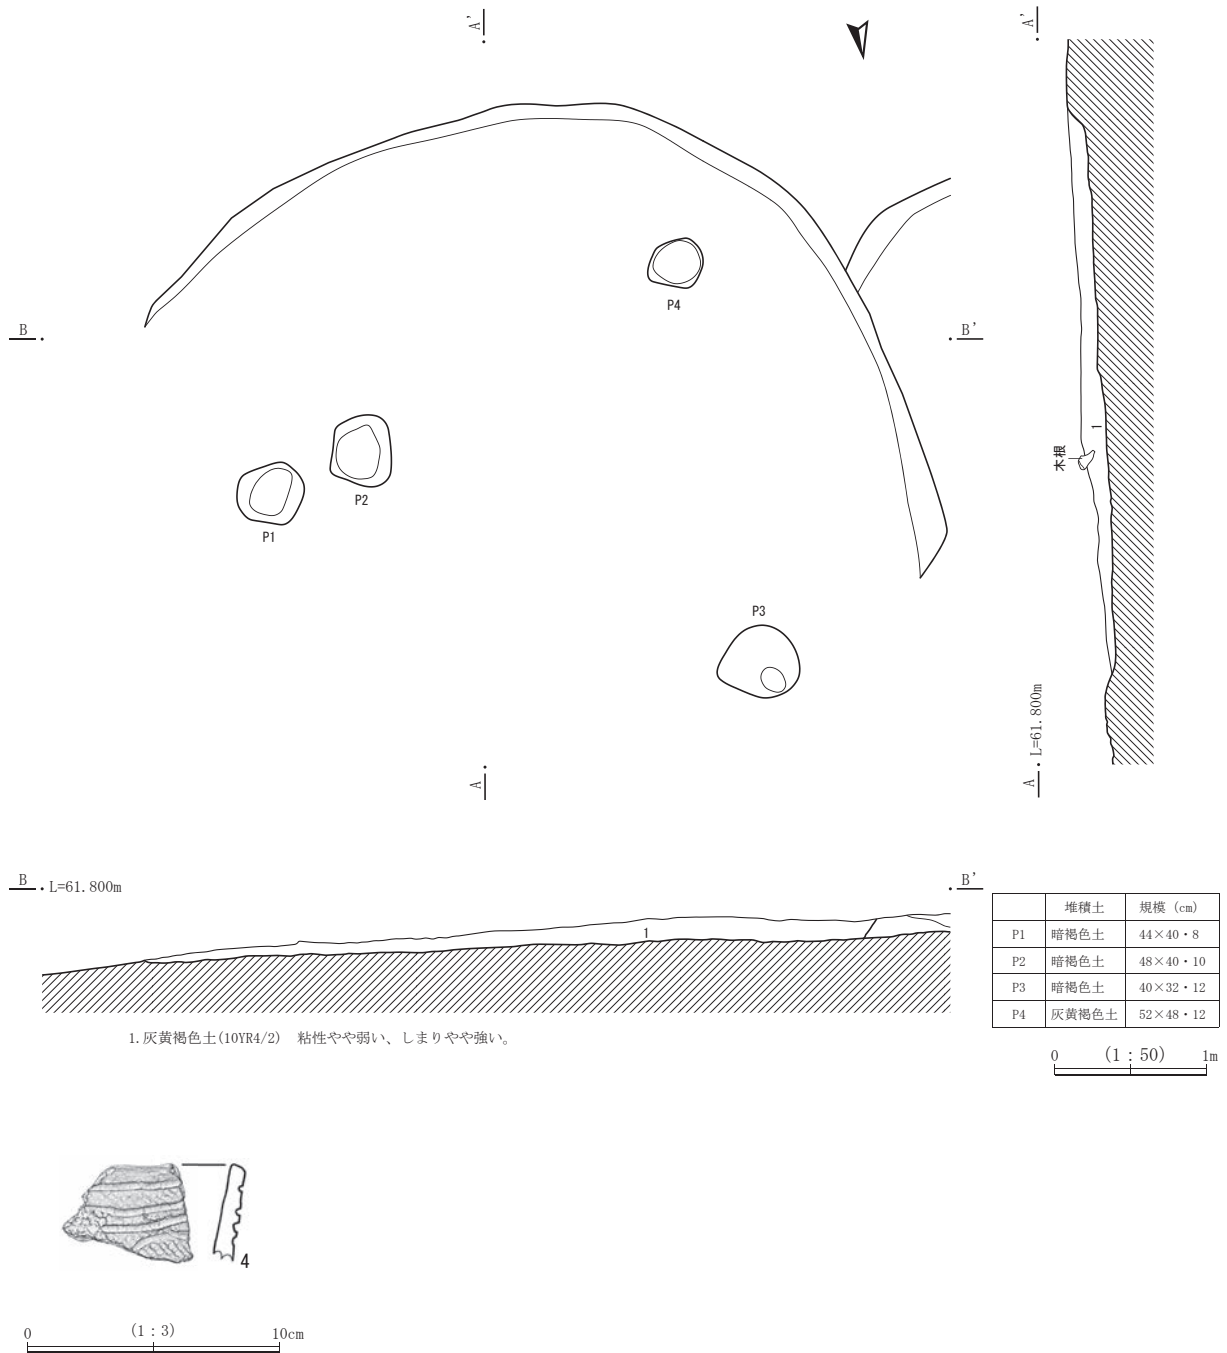 A’
A’
P4
B
B’
木根
1
P2
P1
P3
A
A
L=61.800m
B
L=61.800m
B’
1
堆積土 規模(cm)
P1 暗褐色土 44×40・8
P2 暗褐色土 48×40・10
P3 暗褐色土 40×32・12
P4 灰黄褐色土 52×48・12
1.灰黄褐色土(10YR4/2) 粘性やや弱い、しまりやや強い。
0 (1：50) 1m
4
0 (1：3) 10cm